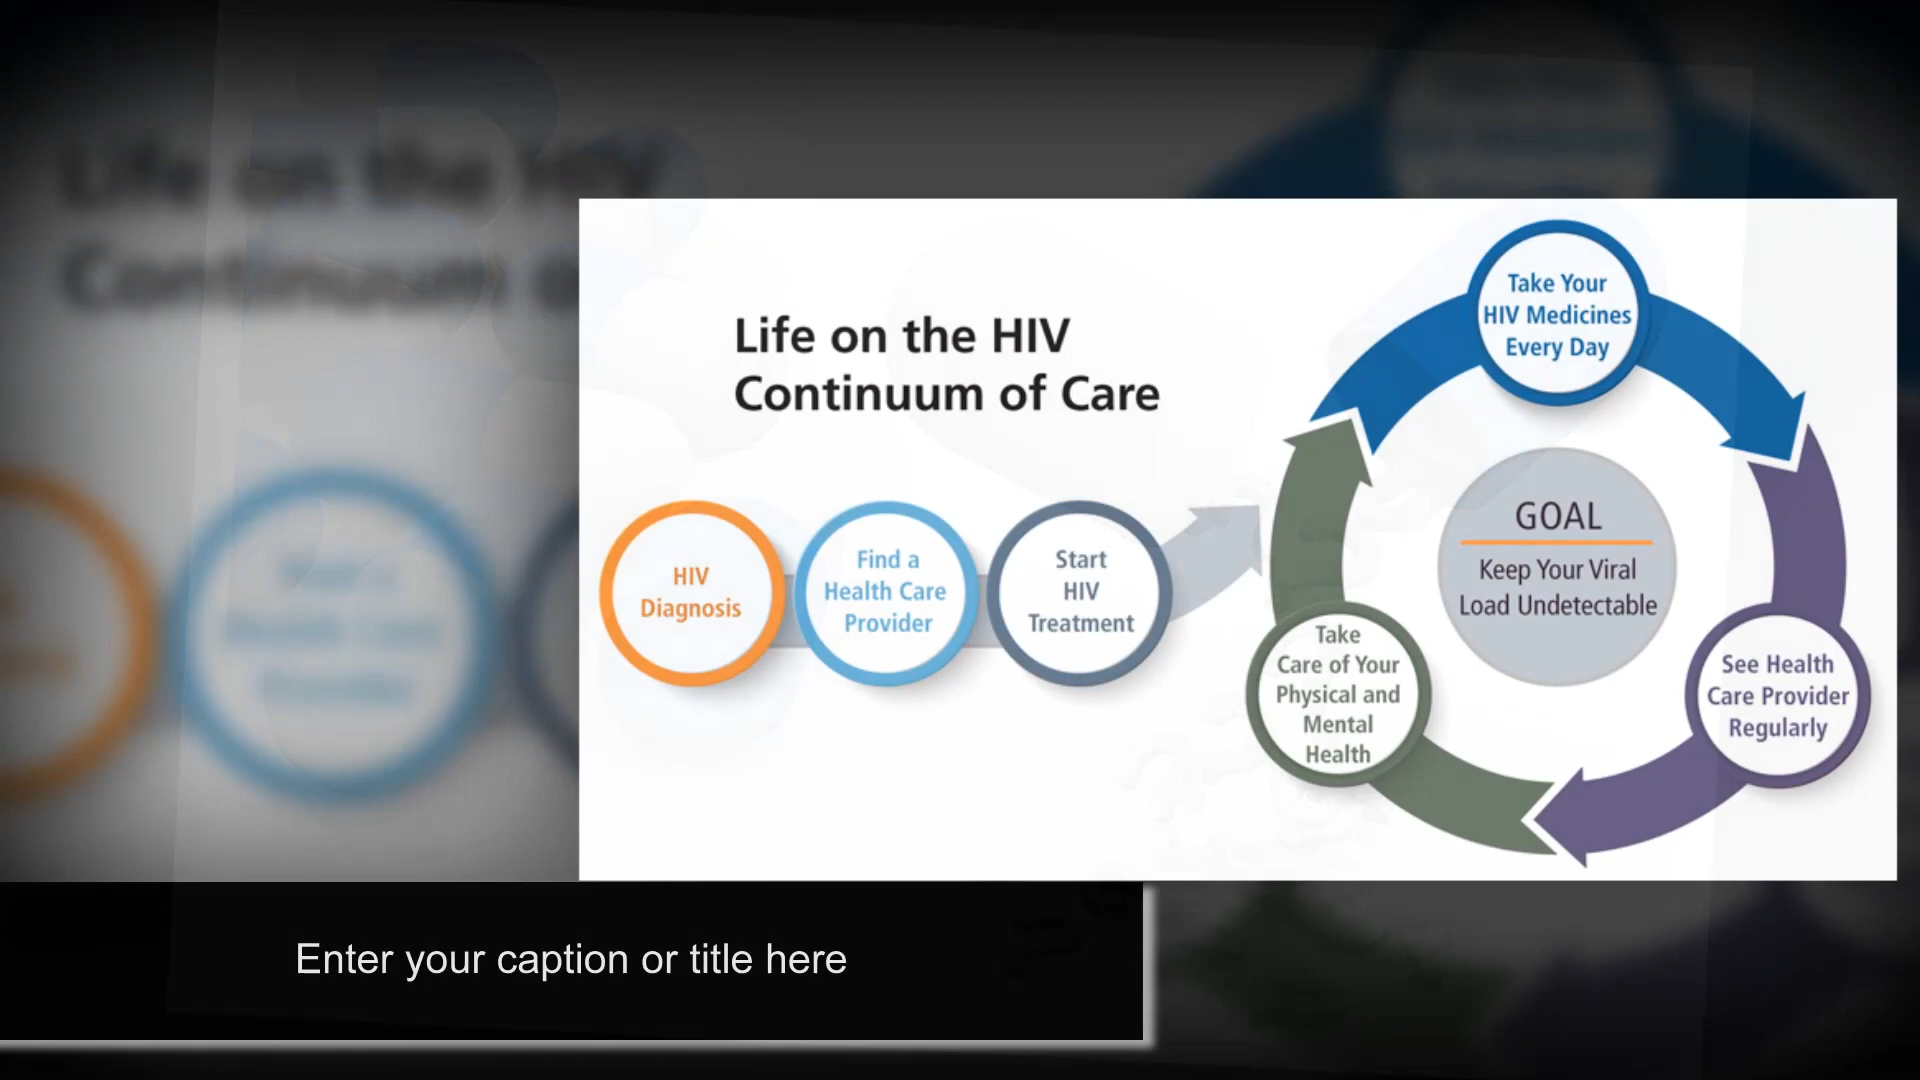 Life on the HIV
Continuum of Care
HIV
Diagnosis
Find a
Health Care
Provider
Start
HIV
Treatment
Take Your
HIV Medicines
Every Day
See Health
Care Provider
Regularly
Take
Care of Your
Physical and
Mental
Health
GOAL
Keep Your Viral
Load Undetectable
Enter your caption or title here